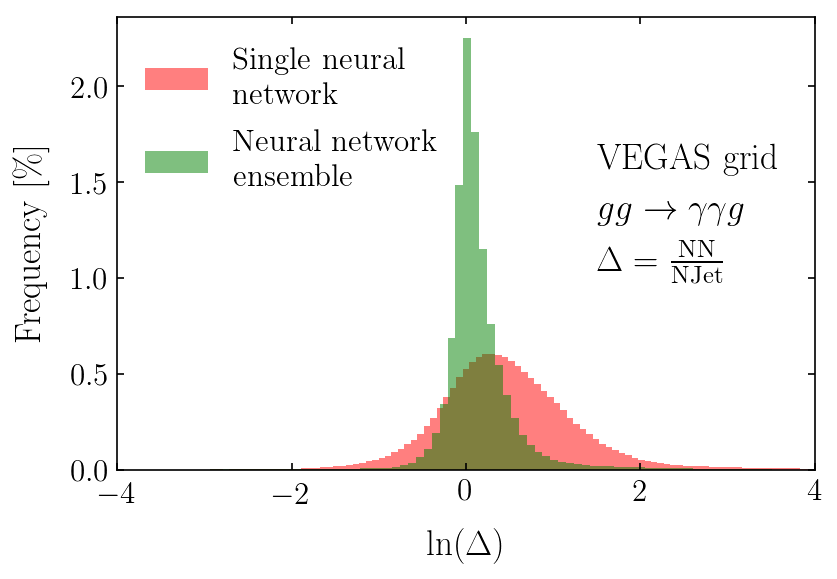 Single neural
network
Neural network
ensemble
VEGAS grid
gg → γγg
Δ = NN/NJet
Frequency [%]
2.0
1.5
1.0
0.5
0.0
−4
−2
0
2
4
ln(Δ)